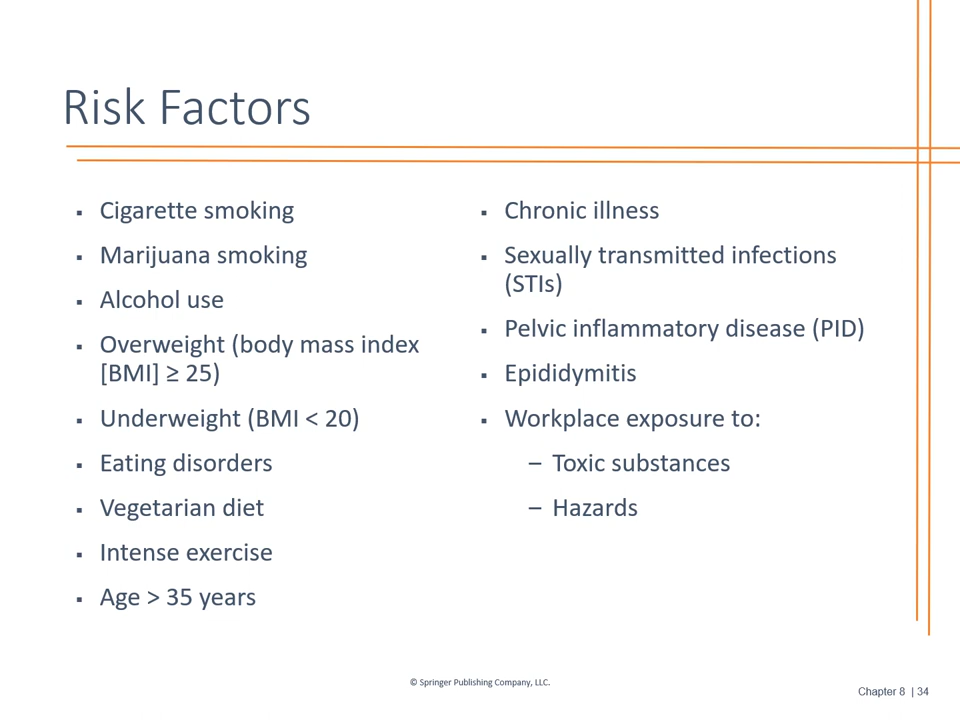 Risk Factors
▪ Cigarette smoking
▪ Marijuana smoking
▪ Alcohol use
▪ Overweight (body mass index
[BMI] ≥ 25)
▪ Underweight (BMI < 20)
▪ Eating disorders
▪ Vegetarian diet
▪ Intense exercise
▪ Age > 35 years
▪ Chronic illness
▪ Sexually transmitted infections
(STIs)
▪ Pelvic inflammatory disease (PID)
▪ Epididymitis
▪ Workplace exposure to:
– Toxic substances
– Hazards
© Springer Publishing Company, LLC.
Chapter 8 | 34